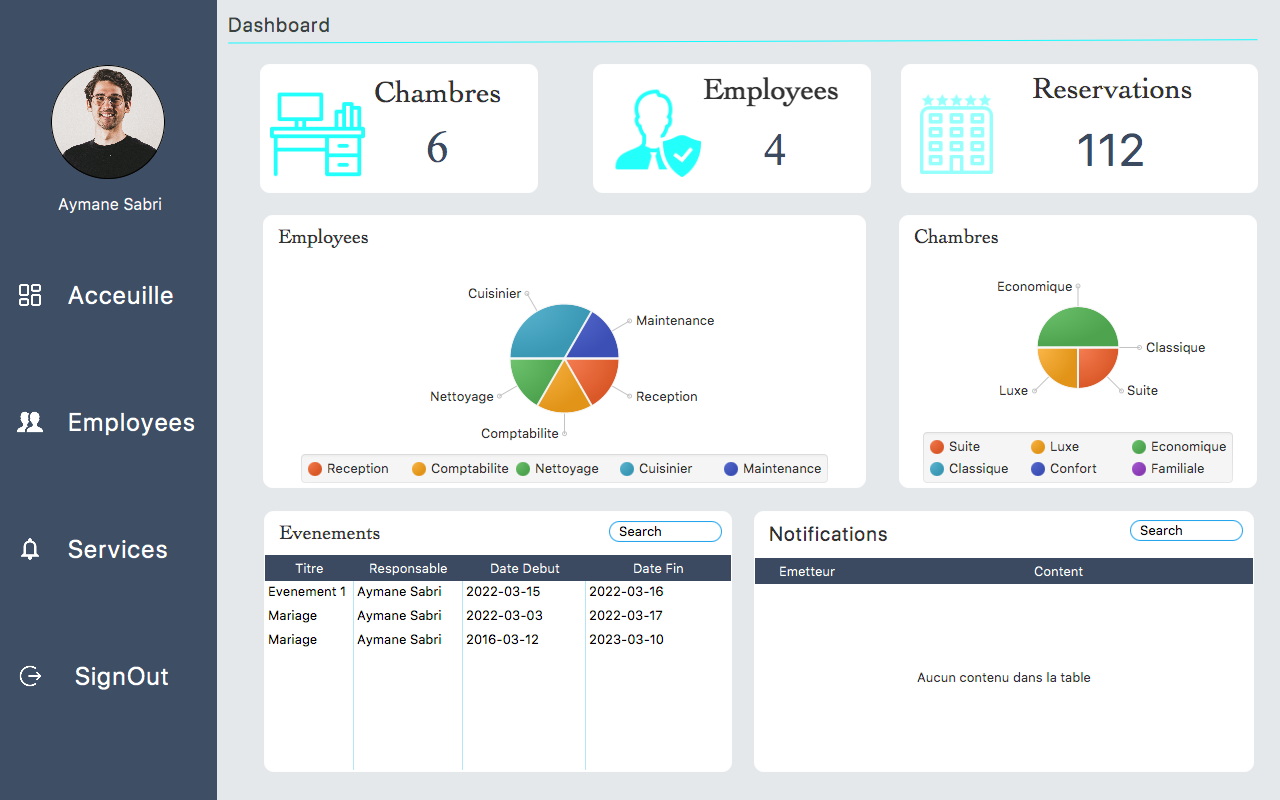 Dashboard
Aymane Sabri
Acceuille
Employees
Services
SignOut
Chambres
6
Employees
4
Reservations
112
Employees
Cuisinier
Maintenance
Nettoyage
Reception
Comptabilite
Reception Comptabilite Nettoyage Cuisinier Maintenance
Chambres
Economique
Classique
Luxe
Suite
Suite Luxe Economique
Classique Confort Familiale
Evenements
Search
Titre Responsable Date Debut Date Fin
Evenement 1 Aymane Sabri 2022-03-15 2022-03-16
Mariage Aymane Sabri 2022-03-03 2022-03-17
Mariage Aymane Sabri 2016-03-12 2023-03-10
Notifications
Search
Emetteur Content
Aucun contenu dans la table